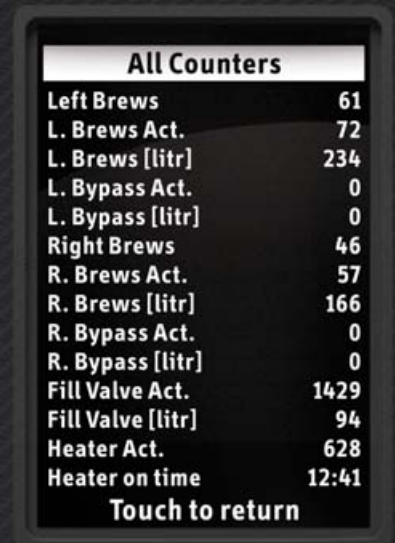 All Counters
Left Brews 61
L. Brews Act. 72
L. Brews [litr] 234
L. Bypass Act. 0
L. Bypass [litr] 0
Right Brews 46
R. Brews Act. 57
R. Brews [litr] 166
R. Bypass Act. 0
R. Bypass [litr] 0
Fill Valve Act. 1429
Fill Valve [litr] 94
Heater Act. 628
Heater on time 12:41
Touch to return